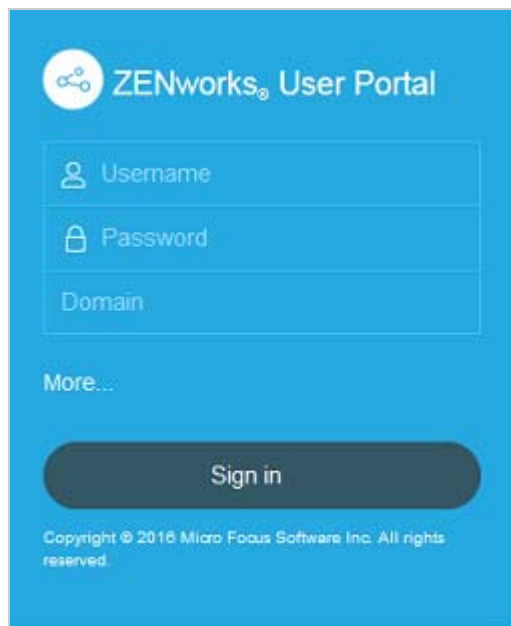 ZENworks® User Portal
Username
Password
Domain
More...
Sign in
Copyright © 2016 Micro Focus Software Inc. All rights
reserved.